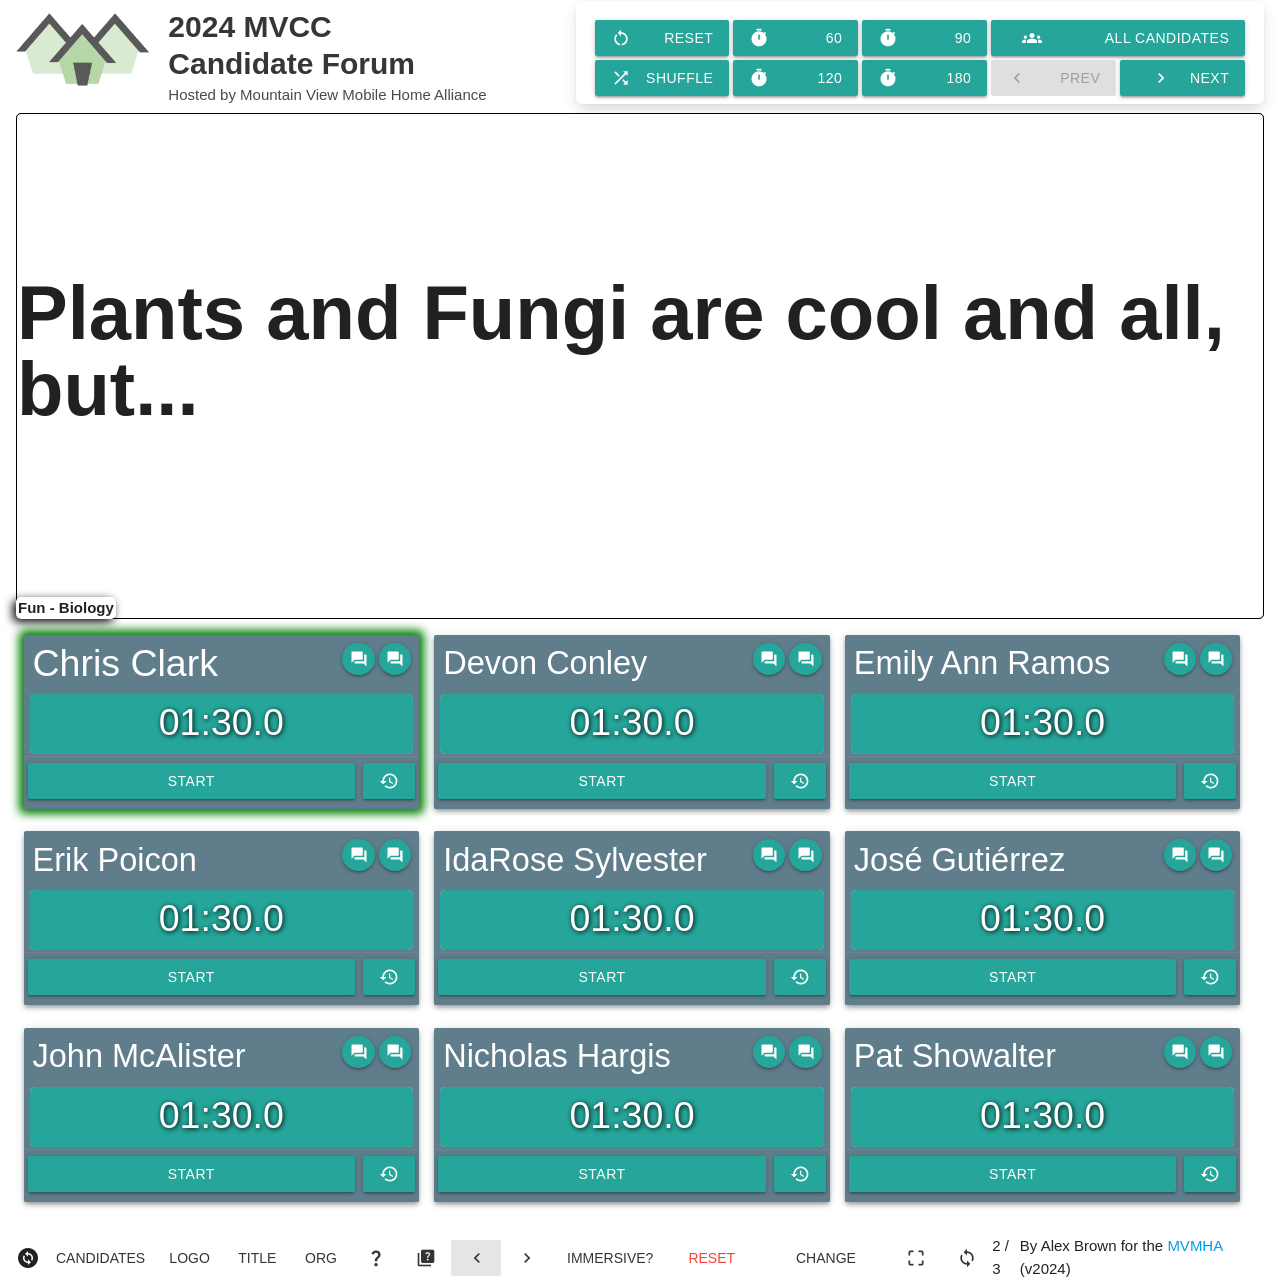 2024 MVCC
Candidate Forum
Hosted by Mountain View Mobile Home Alliance
RESET
60
90
ALL CANDIDATES
SHUFFLE
120
180
PREV
NEXT
Plants and Fungi are cool and all,
but...
Fun - Biology
Chris Clark
Devon Conley
Emily Ann Ramos
01:30.0
01:30.0
01:30.0
START
START
START
Erik Poicon
IdaRose Sylvester
José Gutiérrez
01:30.0
01:30.0
01:30.0
START
START
START
John McAlister
Nicholas Hargis
Pat Showalter
01:30.0
01:30.0
01:30.0
START
START
START
CANDIDATES
LOGO
TITLE
ORG
?
IMMERSIVE?
RESET
CHANGE
2 /
3
By Alex Brown for the MVMHA
(v2024)